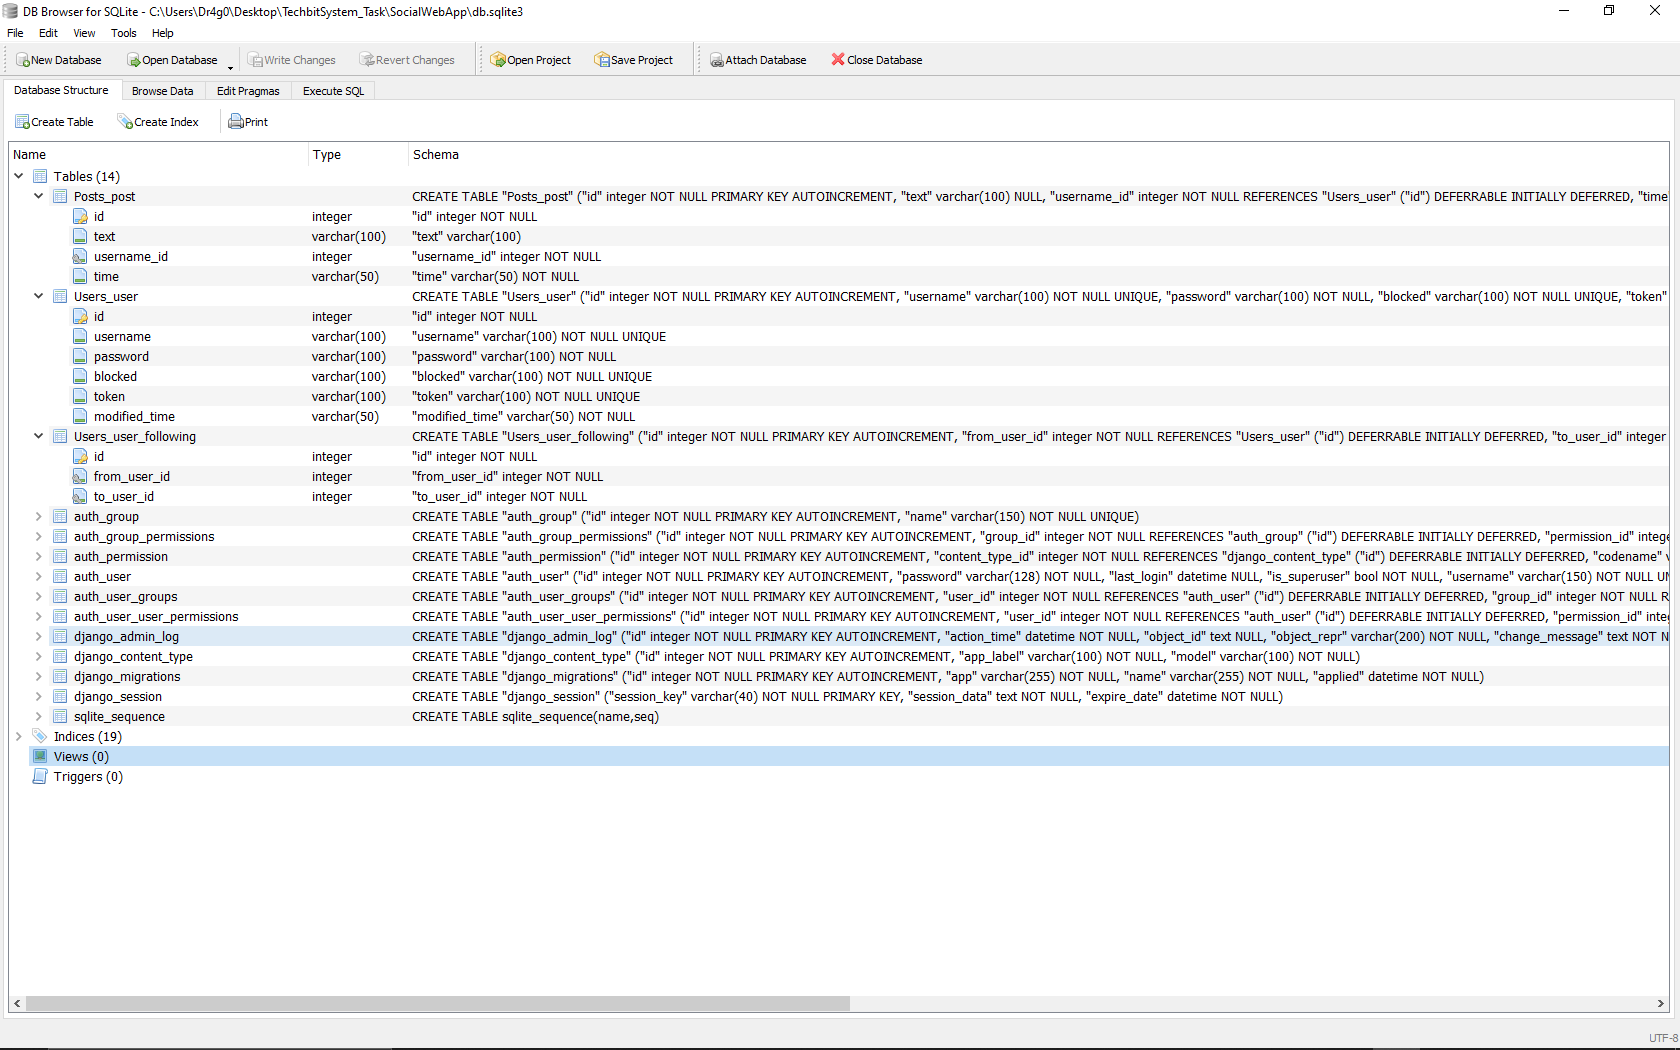 DB Browser for SQLite - C:\Users\Dr4g0\Desktop\TechbitSystem_Task\SocialWebApp\db.sqlite3
File Edit View Tools Help
New Database Open Database Write Changes Revert Changes Open Project Save Project Attach Database Close Database
Database Structure Browse Data Edit Pragmas Execute SQL
Create Table Create Index Print
Name Type Schema
Tables (14)
Posts_post CREATE TABLE "Posts_post" ("id" integer NOT NULL PRIMARY KEY AUTOINCREMENT, "text" varchar(100) NULL, "username_id" integer NOT NULL REFERENCES "Users_user" ("id") DEFERRABLE INITIALLY DEFERRED, "time"
id integer "id" integer NOT NULL
text varchar(100) "text" varchar(100)
username_id integer "username_id" integer NOT NULL
time varchar(50) "time" varchar(50) NOT NULL
Users_user CREATE TABLE "Users_user" ("id" integer NOT NULL PRIMARY KEY AUTOINCREMENT, "username" varchar(100) NOT NULL UNIQUE, "password" varchar(100) NOT NULL, "blocked" varchar(100) NOT NULL UNIQUE, "token"
id integer "id" integer NOT NULL
username varchar(100) "username" varchar(100) NOT NULL UNIQUE
password varchar(100) "password" varchar(100) NOT NULL
blocked varchar(100) "blocked" varchar(100) NOT NULL UNIQUE
token varchar(100) "token" varchar(100) NOT NULL UNIQUE
modified_time varchar(50) "modified_time" varchar(50) NOT NULL
Users_user_following CREATE TABLE "Users_user_following" ("id" integer NOT NULL PRIMARY KEY AUTOINCREMENT, "from_user_id" integer NOT NULL REFERENCES "Users_user" ("id") DEFERRABLE INITIALLY DEFERRED, "to_user_id" integer
id integer "id" integer NOT NULL
from_user_id integer "from_user_id" integer NOT NULL
to_user_id integer "to_user_id" integer NOT NULL
auth_group CREATE TABLE "auth_group" ("id" integer NOT NULL PRIMARY KEY AUTOINCREMENT, "name" varchar(150) NOT NULL UNIQUE)
auth_group_permissions CREATE TABLE "auth_group_permissions" ("id" integer NOT NULL PRIMARY KEY AUTOINCREMENT, "group_id" integer NOT NULL REFERENCES "auth_group" ("id") DEFERRABLE INITIALLY DEFERRED, "permission_id" intege
auth_permission CREATE TABLE "auth_permission" ("id" integer NOT NULL PRIMARY KEY AUTOINCREMENT, "content_type_id" integer NOT NULL REFERENCES "django_content_type" ("id") DEFERRABLE INITIALLY DEFERRED, "codename" v
auth_user CREATE TABLE "auth_user" ("id" integer NOT NULL PRIMARY KEY AUTOINCREMENT, "password" varchar(128) NOT NULL, "last_login" datetime NULL, "is_superuser" bool NOT NULL, "username" varchar(150) NOT NULL UN
auth_user_groups CREATE TABLE "auth_user_groups" ("id" integer NOT NULL PRIMARY KEY AUTOINCREMENT, "user_id" integer NOT NULL REFERENCES "auth_user" ("id") DEFERRABLE INITIALLY DEFERRED, "group_id" integer NOT NULL R
auth_user_user_permissions CREATE TABLE "auth_user_user_permissions" ("id" integer NOT NULL PRIMARY KEY AUTOINCREMENT, "user_id" integer NOT NULL REFERENCES "auth_user" ("id") DEFERRABLE INITIALLY DEFERRED, "permission_id" inte
django_admin_log CREATE TABLE "django_admin_log" ("id" integer NOT NULL PRIMARY KEY AUTOINCREMENT, "action_time" datetime NOT NULL, "object_id" text NULL, "object_repr" varchar(200) NOT NULL, "change_message" text NOT N
django_content_type CREATE TABLE "django_content_type" ("id" integer NOT NULL PRIMARY KEY AUTOINCREMENT, "app_label" varchar(100) NOT NULL, "model" varchar(100) NOT NULL)
django_migrations CREATE TABLE "django_migrations" ("id" integer NOT NULL PRIMARY KEY AUTOINCREMENT, "app" varchar(255) NOT NULL, "name" varchar(255) NOT NULL, "applied" datetime NOT NULL)
django_session CREATE TABLE "django_session" ("session_key" varchar(40) NOT NULL PRIMARY KEY, "session_data" text NOT NULL, "expire_date" datetime NOT NULL)
sqlite_sequence CREATE TABLE sqlite_sequence(name,seq)
Indices (19)
Views (0)
Triggers (0)
UTF-8